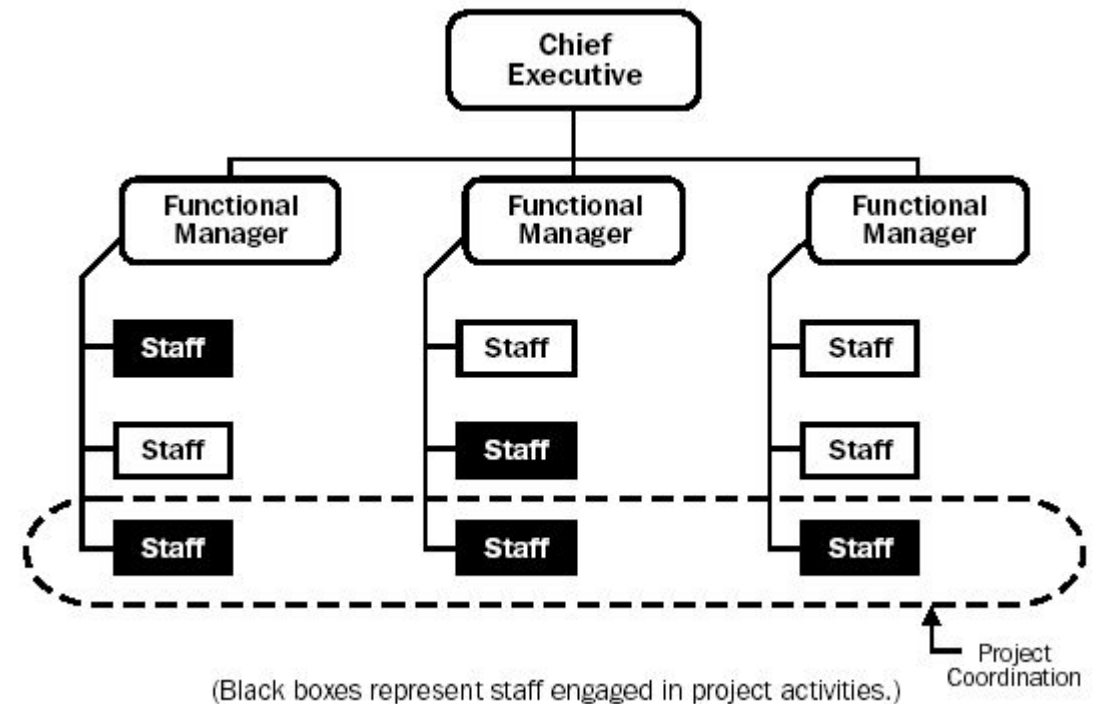 Chief
Executive
Functional
Manager
Functional
Manager
Functional
Manager
Staff
Staff
Staff
Staff
Staff
Staff
Staff
Staff
Staff
Project
Coordination
(Black boxes represent staff engaged in project activities.)